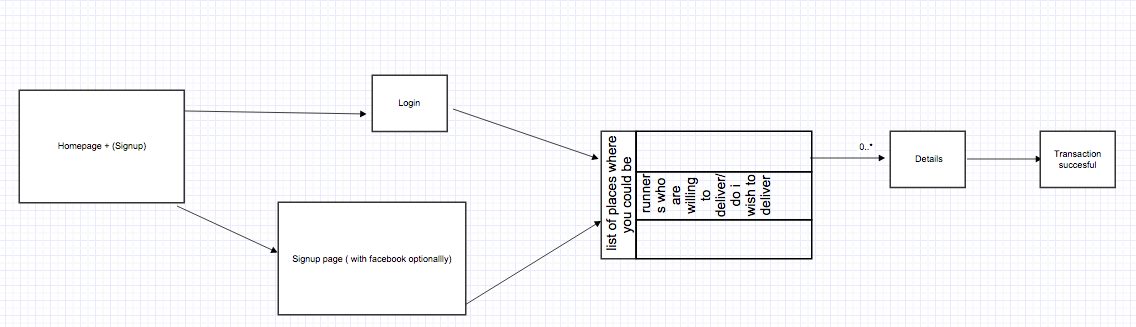 Homepage + (Signup)
Login
Signup page ( with facebook optionallly)
list of places where
you could be
runner
s who
are
willing
to
deliver/
do i
wish to
deliver
0..*
Details
Transaction
succesful